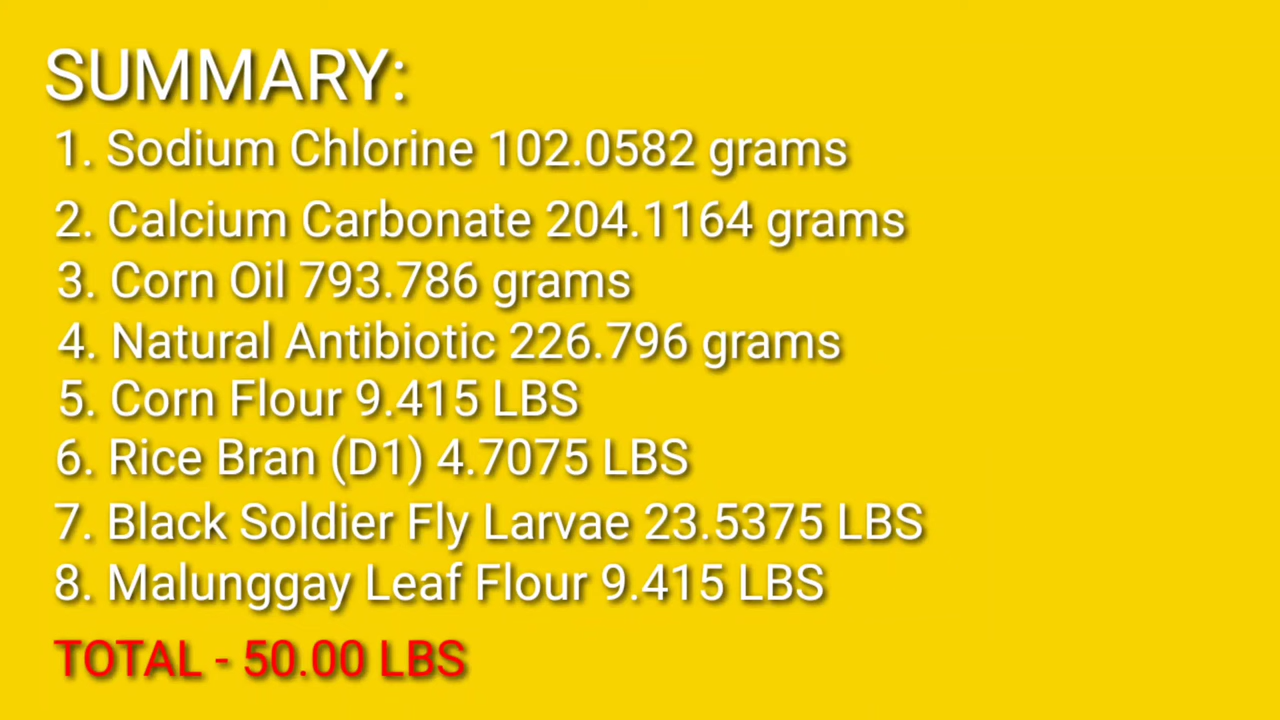 SUMMARY:
1. Sodium Chlorine 102.0582 grams
2. Calcium Carbonate 204.1164 grams
3. Corn Oil 793.786 grams
4. Natural Antibiotic 226.796 grams
5. Corn Flour 9.415 LBS
6. Rice Bran (D1) 4.7075 LBS
7. Black Soldier Fly Larvae 23.5375 LBS
8. Malunggay Leaf Flour 9.415 LBS
TOTAL - 50.00 LBS